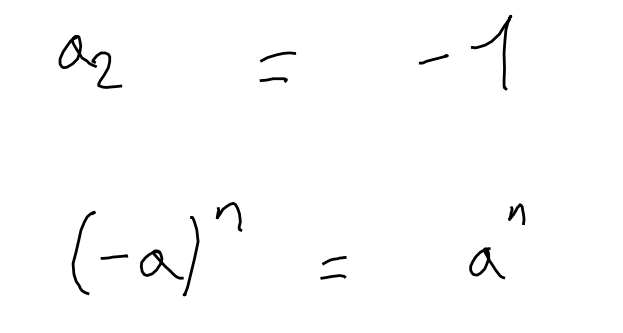 a₂ = -1
(-a)ⁿ = aⁿ